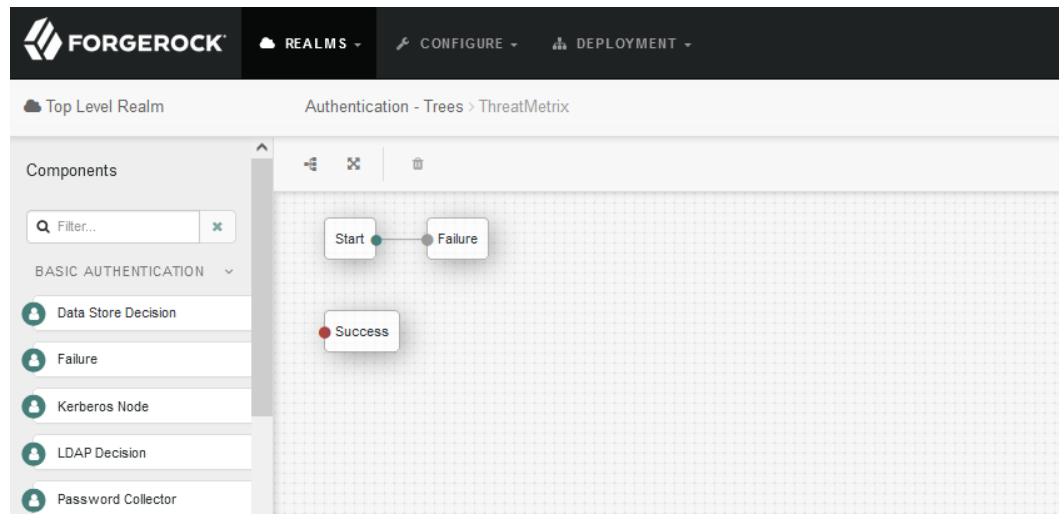 FORGEROCK REALMS CONFIGURE DEPLOYMENT
Top Level Realm Authentication - Trees > ThreatMetrix
Components
Filter...
BASIC AUTHENTICATION
Data Store Decision
Failure
Kerberos Node
LDAP Decision
Password Collector
Start Failure
Success